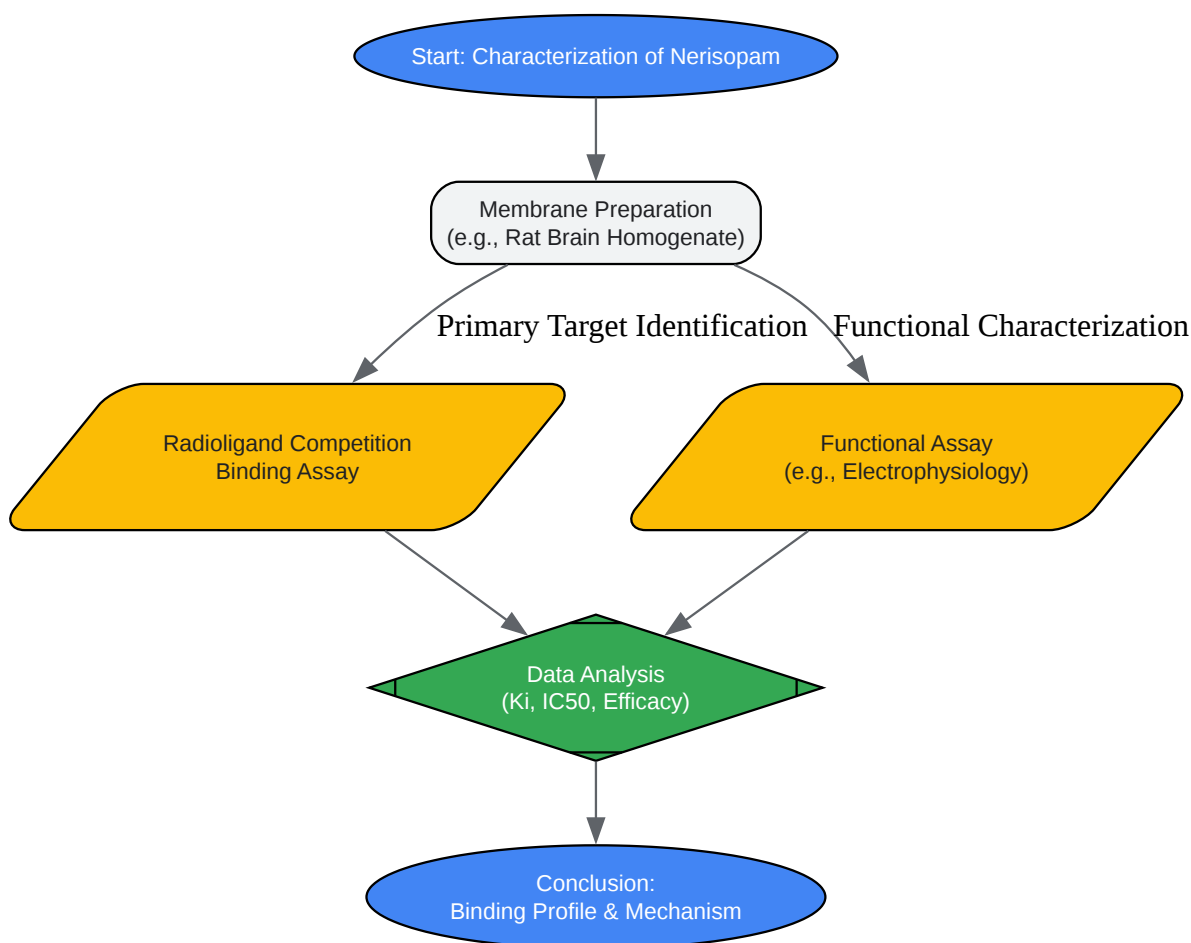 Start: Characterization of Nerisopam
Membrane Preparation
(e.g., Rat Brain Homogenate)
Primary Target Identification
Functional Characterization
Radioligand Competition
Binding Assay
Functional Assay
(e.g., Electrophysiology)
Data Analysis
(Ki, IC50, Efficacy)
Conclusion:
Binding Profile & Mechanism